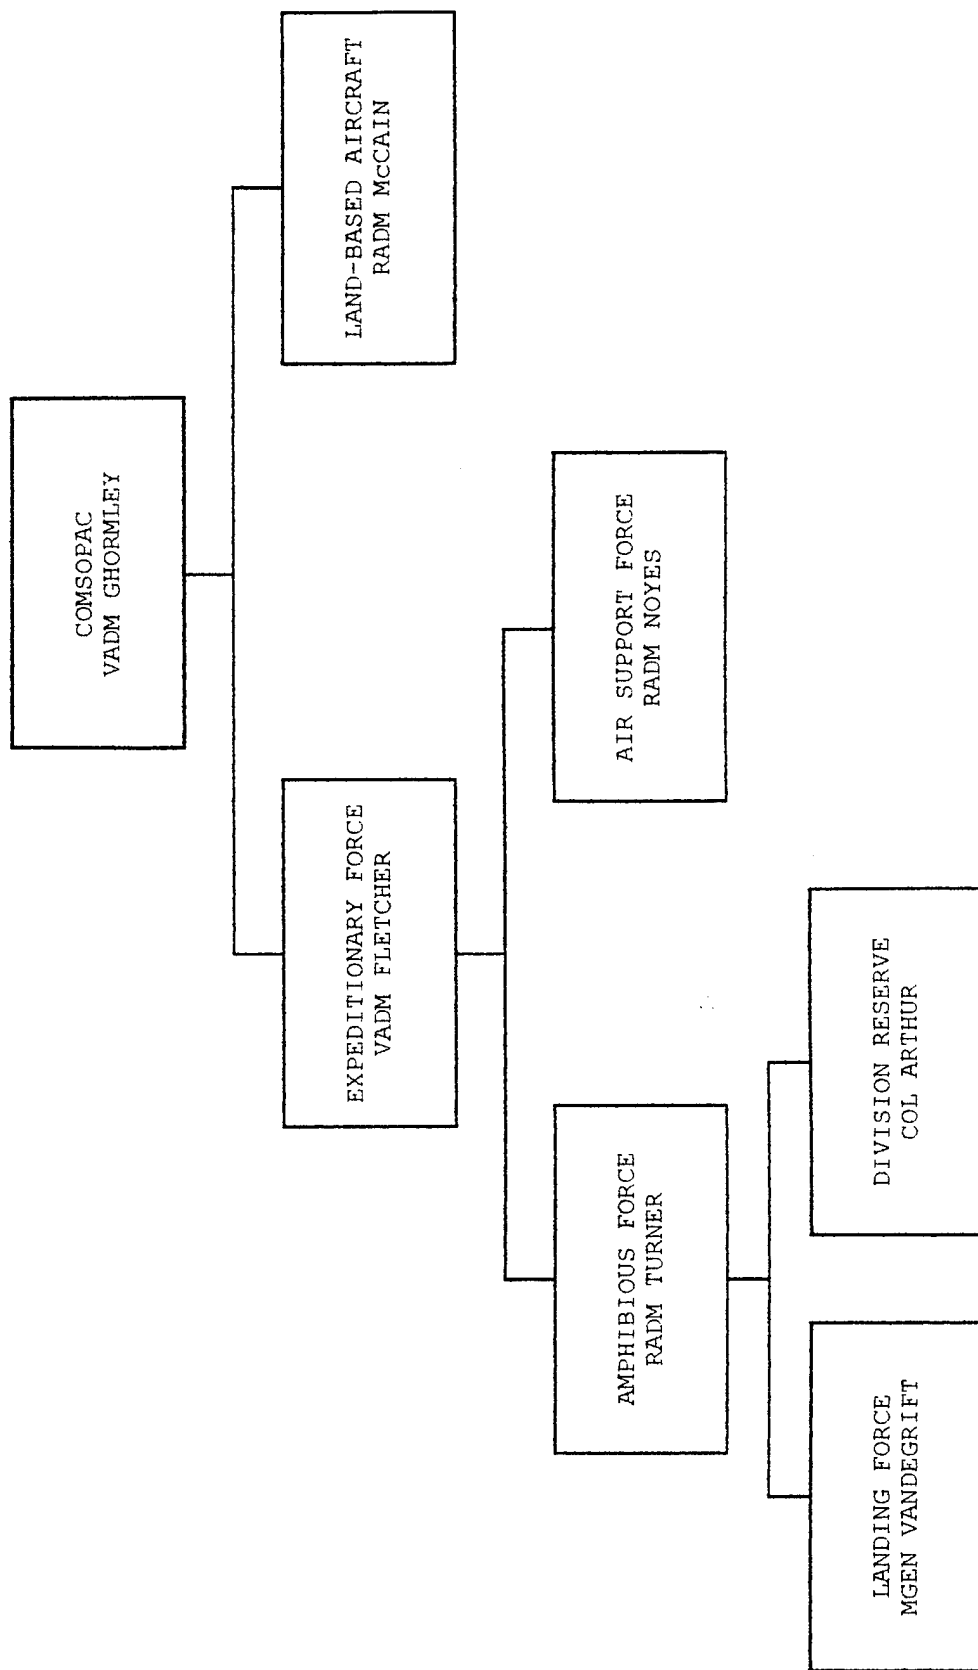 COMSOPAC
VADM GHORMLEY
EXPEDITIONARY FORCE
VADM FLETCHER
LAND-BASED AIRCRAFT
RADM McCAIN
AMPHIBIOUS FORCE
RADM TURNER
AIR SUPPORT FORCE
RADM NOYES
LANDING FORCE
MGEN VANDEGRIFT
DIVISION RESERVE
COL ARTHUR